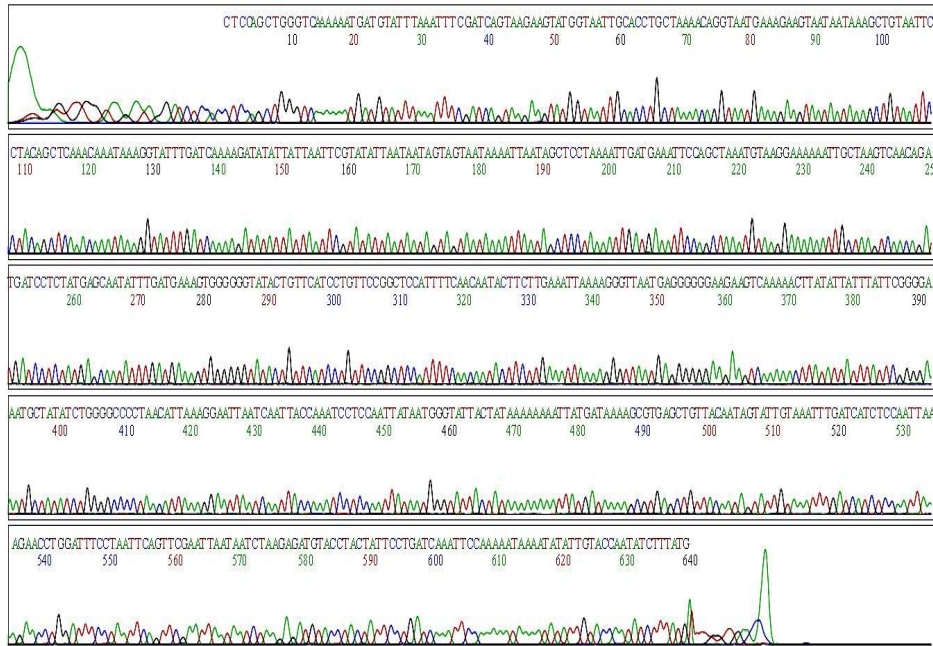 CTCCAGCTGGGTCAAAAAATGATGTATTTAAATTTCGATCAGTAAGAAGTATGGTAATTGCACCTGCTAAAACAGGTAATGAAAGAAGTAATAATAAAGCTGTAATTC
10 20 30 40 50 60 70 80 90 100
CTACAGCTCAAACAAATAAAGGTATTTGATCAAAAGATATATTATTAATTCGTATATTAATAATAGTAGTAATAAAATTAATAGCTCCTAAAATTGATGAAATTCCAGCTAAATGTAAGGAAAAAATTGCTAAGTCAACAGA
110 120 130 140 150 160 170 180 190 200 210 220 230 240 250
TGATCCTCTATGAGCAATATTTGATGAAAGTGGGGGGTATACTGTTCATCCTGTTCCGGCTCCATTTTCAACAATACTTCTTGAAATTAAAAGGGTTAATGAGGGGGGAAGAAGTCAAAAACTTATATTATTTATTCGGGGA
260 270 280 290 300 310 320 330 340 350 360 370 380 390
AATGCTATATCTGGGGCCCCTAACATTAAAGGAATTAATCAATTACCAAATCCTCCAATTATAATGGGTATTACTATAAAAAAAATTATGATAAAAGCGTGAGCTGTTACAATAGTATTGTAAATTTGATCATCTCCAATTAA
400 410 420 430 440 450 460 470 480 490 500 510 520 530
AGAACCTGGATTTCCTAATTCAGTTCGAATTAATAATCTAAGAGATGTACCTACTATTCCTGATCAAATTCCAAAAATAAAATATATTGTACCAATATCTTTATG
540 550 560 570 580 590 600 610 620 630 640